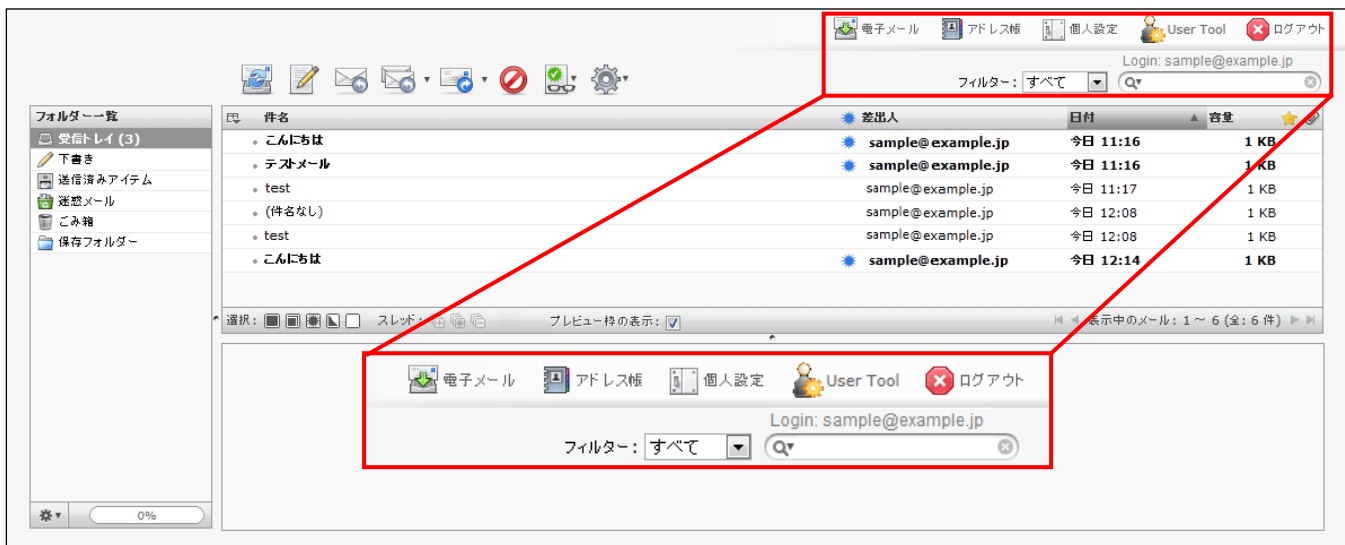 電子メール アドレス帳 個人設定 User Tool ログアウト
Login: sample@example.jp
フィルター: すべて
フォルダー一覧
受信トレイ (3)
下書き
送信済みアイテム
迷惑メール
ごみ箱
保存フォルダー
件名 差出人 日付 容量
こんにちは sample@example.jp 今日 11:16 1 KB
テストメール sample@example.jp 今日 11:16 1 KB
test sample@example.jp 今日 11:17 1 KB
(件名なし) sample@example.jp 今日 12:08 1 KB
test sample@example.jp 今日 12:08 1 KB
こんにちは sample@example.jp 今日 12:14 1 KB
選択: スレッド: プレビュー枠の表示: 表示中のメール: 1 ~ 6 (全: 6 件)
電子メール アドレス帳 個人設定 User Tool ログアウト
Login: sample@example.jp
フィルター: すべて
0%